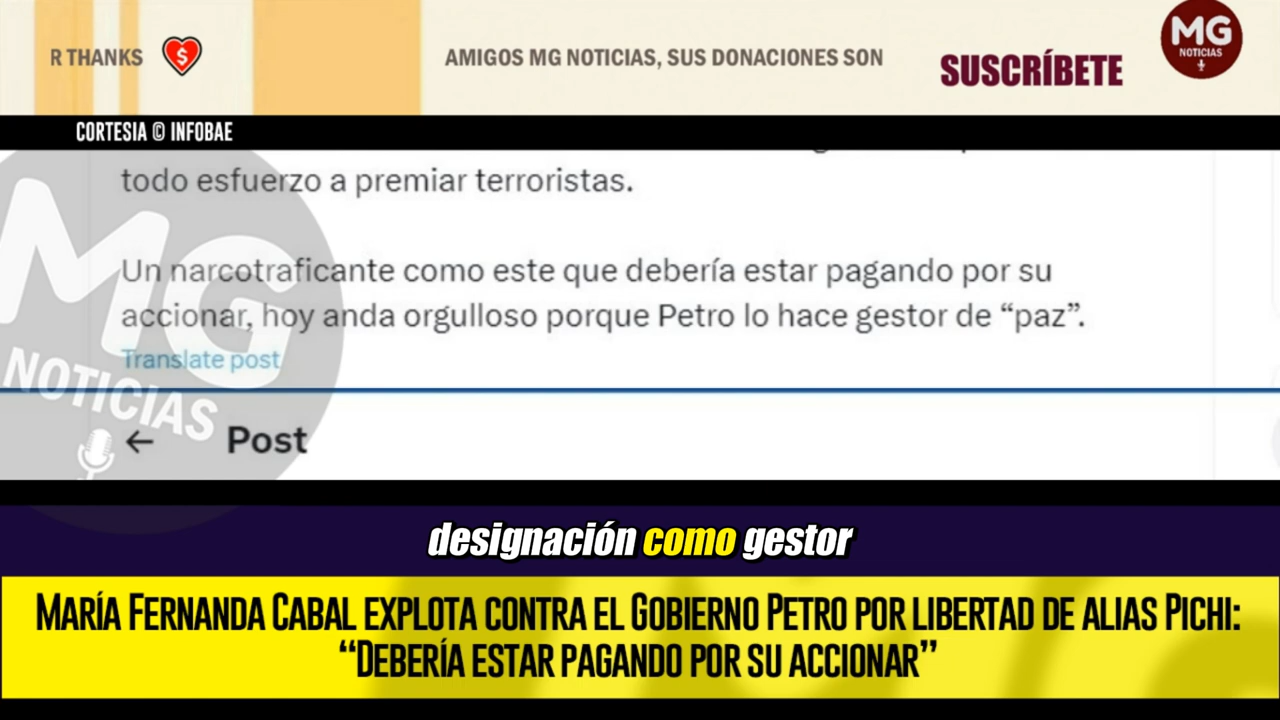 R THANKS
AMIGOS MG NOTICIAS, SUS DONACIONES SON
SUSCRÍBETE
MG
NOTICIAS
CORTESIA © INFOBAE
todo esfuerzo a premiar terroristas.
Un narcotraficante como este que debería estar pagando por su
accionar, hoy anda orgulloso porque Petro lo hace gestor de “paz”.
Translate post
MG
NOTICIAS
← Post
designación como gestor
MARÍA FERNANDA CABAL EXPLOTA CONTRA EL GOBIERNO PETRO POR LIBERTAD DE ALIAS PICHI:
“DEBERÍA ESTAR PAGANDO POR SU ACCIONAR”